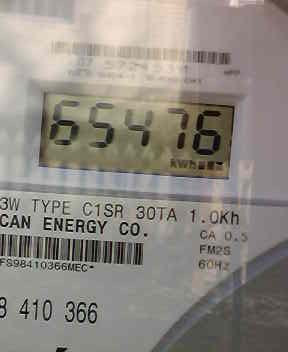 65476
kWh
3W TYPE C1SR 30TA 1.0Kh
CAN ENERGY CO.
CA 0.5
FM2S
FS98410366MEC*
60Hz
8 410 366